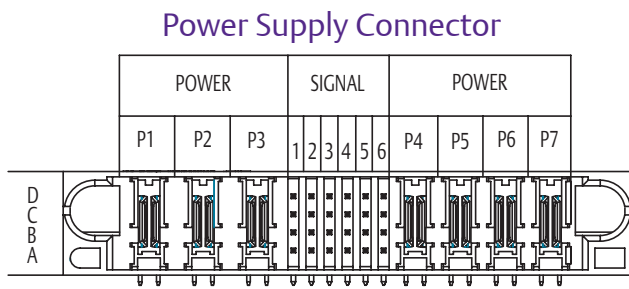 Power Supply Connector
POWER SIGNAL POWER
P1 P2 P3 1 2 3 4 5 6 P4 P5 P6 P7
D
C
B
A